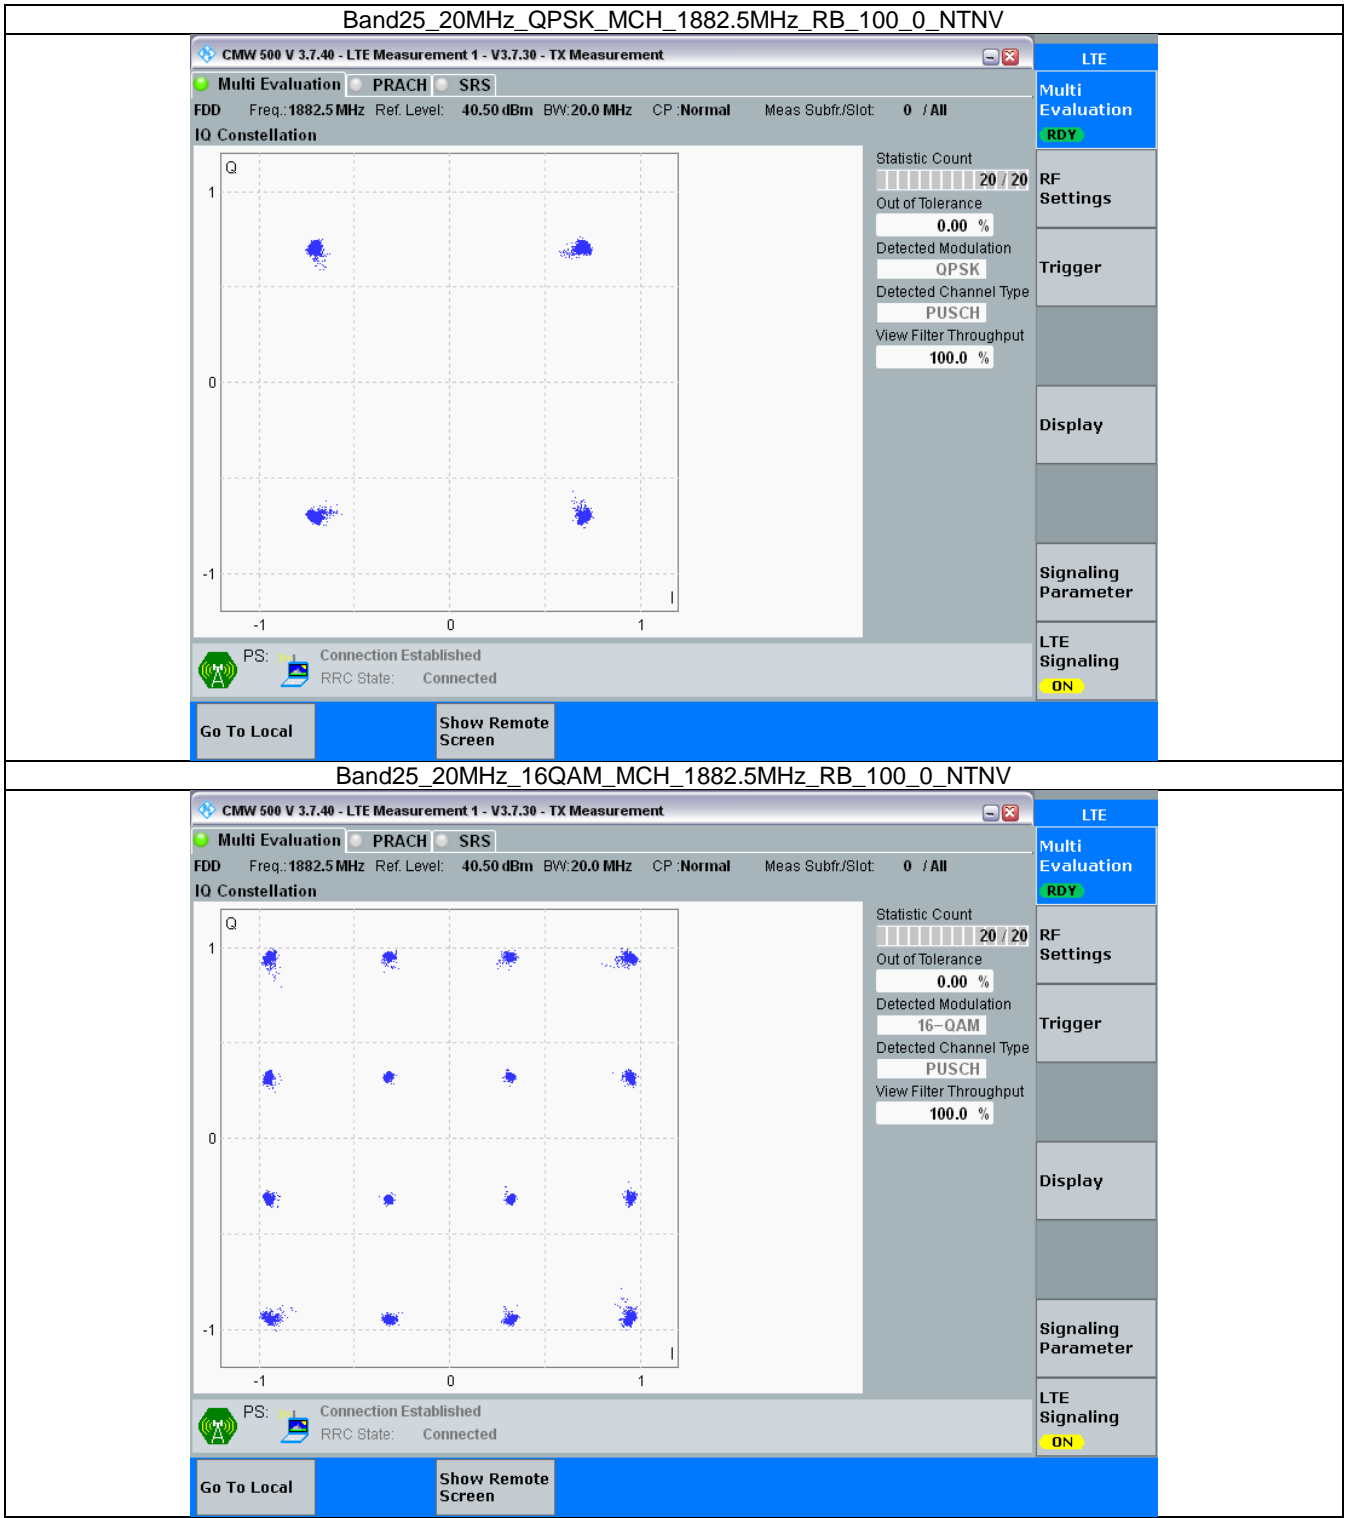 Band25_20MHz_QPSK_MCH_1882.5MHz_RB_100_0_NTNV
CMW 500 V 3.7.40 - LTE Measurement 1 - V3.7.30 - TX Measurement
LTE
Multi Evaluation PRACH SRS
FDD Freq.: 1882.5 MHz Ref. Level: 40.50 dBm BW: 20.0 MHz CP : Normal Meas Subfr./Slot: 0 / All
IQ Constellation
Q
1
0
-1
I
-1 0 1
Statistic Count
20 / 20
Out of Tolerance
0.00 %
Detected Modulation
QPSK
Detected Channel Type
PUSCH
View Filter Throughput
100.0 %
Multi
Evaluation
RDY
RF
Settings
Trigger
Display
Signaling
Parameter
LTE
Signaling
ON
PS: Connection Established
RRC State: Connected
Go To Local
Show Remote
Screen
Band25_20MHz_16QAM_MCH_1882.5MHz_RB_100_0_NTNV
CMW 500 V 3.7.40 - LTE Measurement 1 - V3.7.30 - TX Measurement
LTE
Multi Evaluation PRACH SRS
FDD Freq.: 1882.5 MHz Ref. Level: 40.50 dBm BW: 20.0 MHz CP : Normal Meas Subfr./Slot: 0 / All
IQ Constellation
Q
1
0
-1
I
-1 0 1
Statistic Count
20 / 20
Out of Tolerance
0.00 %
Detected Modulation
16-QAM
Detected Channel Type
PUSCH
View Filter Throughput
100.0 %
Multi
Evaluation
RDY
RF
Settings
Trigger
Display
Signaling
Parameter
LTE
Signaling
ON
PS: Connection Established
RRC State: Connected
Go To Local
Show Remote
Screen